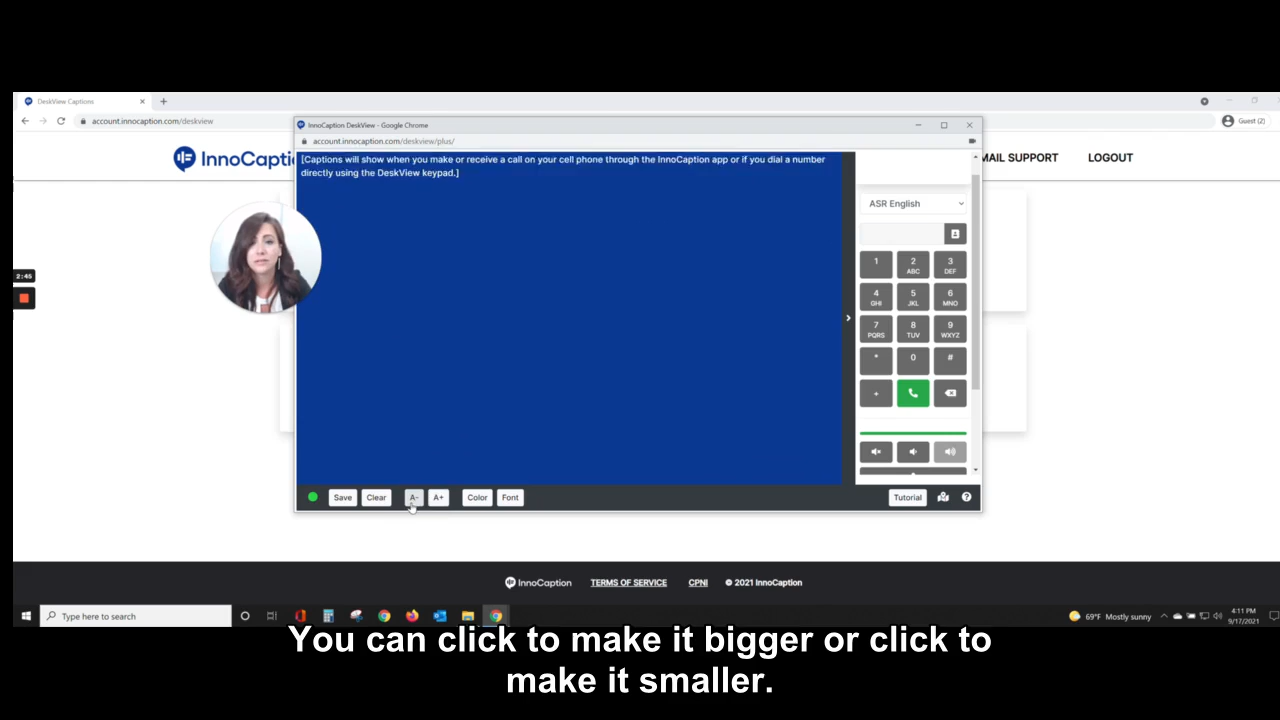 DeskView Captions
account.innocaption.com/deskview
Guest (2)
InnoCaption DeskView - Google Chrome
account.innocaption.com/deskview/plus/
InnoCaptio
MAIL SUPPORT
LOGOUT
[Captions will show when you make or receive a call on your cell phone through the InnoCaption app or if you dial a number
directly using the DeskView keypad.]
ASR English
1
2
ABC
3
DEF
4
GHI
5
JKL
6
MNO
7
PQRS
8
TUV
9
WXYZ
*
0
#
+
2:45
Save
Clear
A-
A+
Color
Font
Tutorial
InnoCaption
TERMS OF SERVICE
CPNI
© 2021 InnoCaption
Type here to search
69°F Mostly sunny
4:11 PM
9/17/2021
You can click to make it bigger or click to
make it smaller.